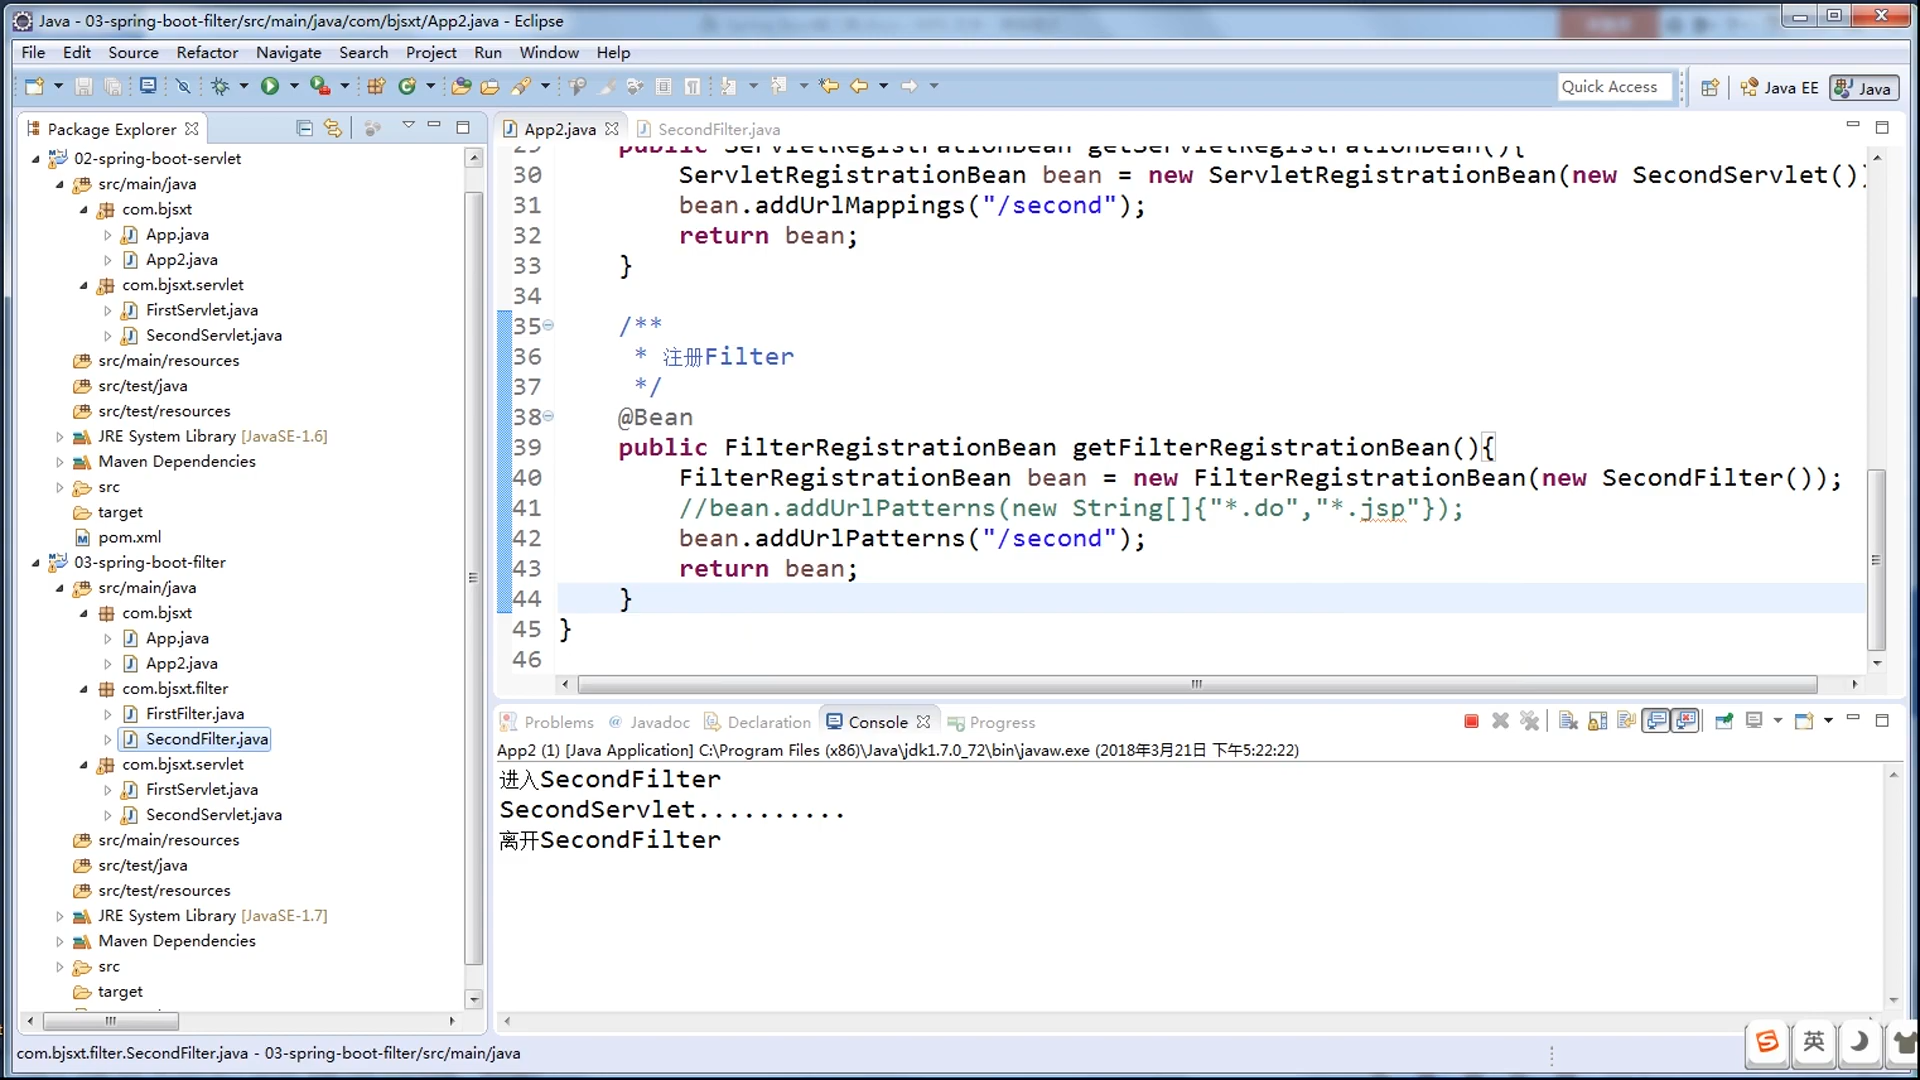 Java - 03-spring-boot-filter/src/main/java/com/bjsxt/App2.java - Eclipse
File Edit Source Refactor Navigate Search Project Run Window Help
Quick Access
Java EE
Java
Package Explorer
02-spring-boot-servlet
src/main/java
com.bjsxt
App.java
App2.java
com.bjsxt.servlet
FirstServlet.java
SecondServlet.java
src/main/resources
src/test/java
src/test/resources
JRE System Library [JavaSE-1.6]
Maven Dependencies
src
target
pom.xml
03-spring-boot-filter
src/main/java
com.bjsxt
App.java
App2.java
com.bjsxt.filter
FirstFilter.java
SecondFilter.java
com.bjsxt.servlet
FirstServlet.java
SecondServlet.java
src/main/resources
src/test/java
src/test/resources
JRE System Library [JavaSE-1.7]
Maven Dependencies
src
target
App2.java
SecondFilter.java
29 public ServletRegistrationBean getServletRegistrationBean(){
30 ServletRegistrationBean bean = new ServletRegistrationBean(new SecondServlet())
31 bean.addUrlMappings("/second");
32 return bean;
33 }
34
35 /**
36 * 注册Filter
37 */
38 @Bean
39 public FilterRegistrationBean getFilterRegistrationBean(){
40 FilterRegistrationBean bean = new FilterRegistrationBean(new SecondFilter());
41 //bean.addUrlPatterns(new String[]{"*.do","*.jsp"});
42 bean.addUrlPatterns("/second");
43 return bean;
44 }
45 }
46
Problems @ Javadoc Declaration Console Progress
App2 (1) [Java Application] C:\Program Files (x86)\Java\jdk1.7.0_72\bin\javaw.exe (2018年3月21日 下午5:22:22)
进入SecondFilter
SecondServlet..........
离开SecondFilter
com.bjsxt.filter.SecondFilter.java - 03-spring-boot-filter/src/main/java
英